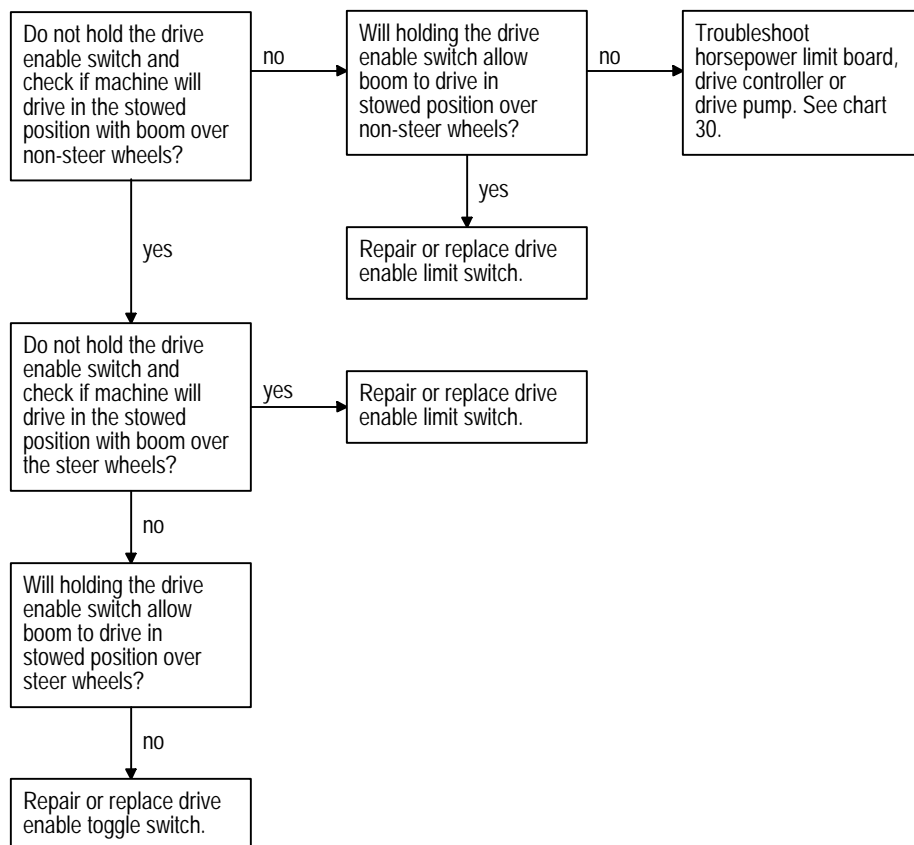 Do not hold the drive
enable switch and
check if machine will
drive in the stowed
position with boom over
non-steer wheels?
no
Will holding the drive
enable switch allow
boom to drive in
stowed position over
non-steer wheels?
no
Troubleshoot
horsepower limit board,
drive controller or
drive pump. See chart
30.
yes
Repair or replace drive
enable limit switch.
yes
Do not hold the drive
enable switch and
check if machine will
drive in the stowed
position with boom over
the steer wheels?
yes
Repair or replace drive
enable limit switch.
no
Will holding the drive
enable switch allow
boom to drive in
stowed position over
steer wheels?
no
Repair or replace drive
enable toggle switch.